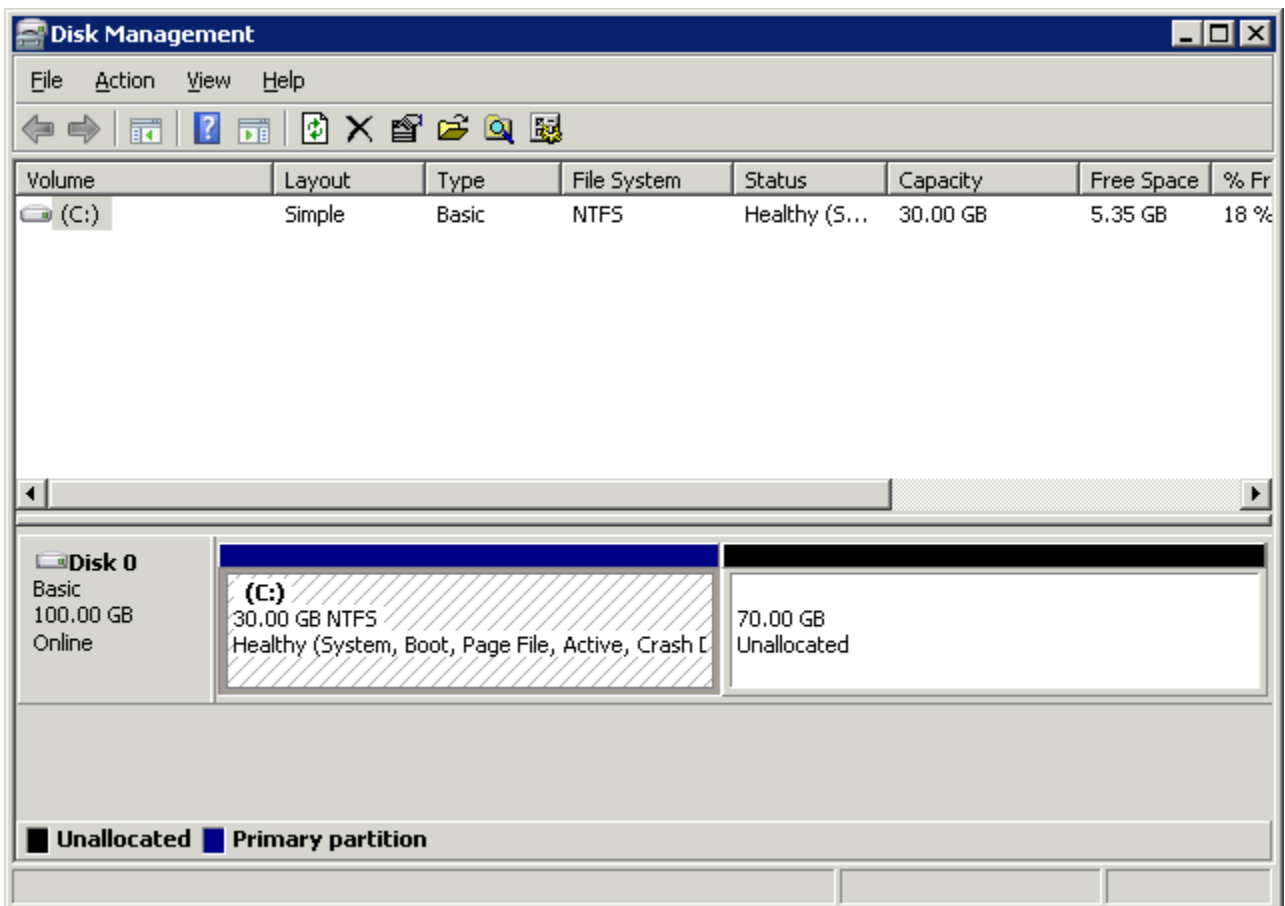 Disk Management
File Action View Help
Volume Layout Type File System Status Capacity Free Space % Fr
(C:) Simple Basic NTFS Healthy (S... 30.00 GB 5.35 GB 18 %
Disk 0
Basic
100.00 GB
Online
(C:)
30.00 GB NTFS
Healthy (System, Boot, Page File, Active, Crash D
70.00 GB
Unallocated
Unallocated Primary partition